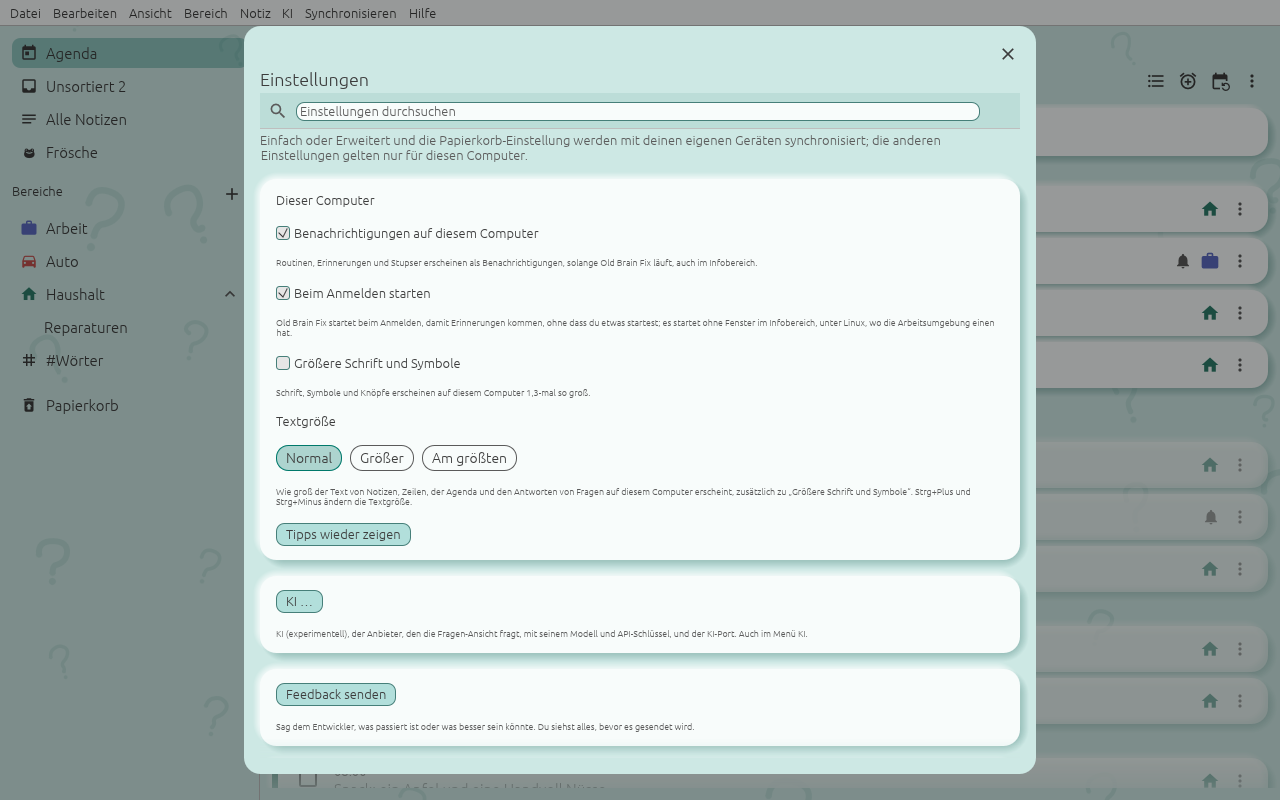 Datei Bearbeiten Ansicht Bereich Notiz KI Synchronisieren Hilfe
Agenda
Unsortiert 2
Alle Notizen
Frösche
Bereiche
Arbeit
Auto
Haushalt
Reparaturen
#Wörter
Papierkorb
Einstellungen
Einstellungen durchsuchen
Einfach oder Erweitert und die Papierkorb-Einstellung werden mit deinen eigenen Geräten synchronisiert; die anderen
Einstellungen gelten nur für diesen Computer.
Dieser Computer
Benachrichtigungen auf diesem Computer
Routinen, Erinnerungen und Stupser erscheinen als Benachrichtigungen, solange Old Brain Fix läuft, auch im Infobereich.
Beim Anmelden starten
Old Brain Fix startet beim Anmelden, damit Erinnerungen kommen, ohne dass du etwas startest; es startet ohne Fenster im Infobereich, unter Linux, wo die Arbeitsumgebung einen
hat.
Größere Schrift und Symbole
Schrift, Symbole und Knöpfe erscheinen auf diesem Computer 1,3-mal so groß.
Textgröße
Normal Größer Am größten
Wie groß der Text von Notizen, Zeilen, der Agenda und den Antworten von Fragen auf diesem Computer erscheint, zusätzlich zu „Größere Schrift und Symbole“. Strg+Plus und
Strg+Minus ändern die Textgröße.
Tipps wieder zeigen
KI …
KI (experimentell), der Anbieter, den die Fragen-Ansicht fragt, mit seinem Modell und API-Schlüssel, und der KI-Port. Auch im Menü KI.
Feedback senden
Sag dem Entwickler, was passiert ist oder was besser sein könnte. Du siehst alles, bevor es gesendet wird.